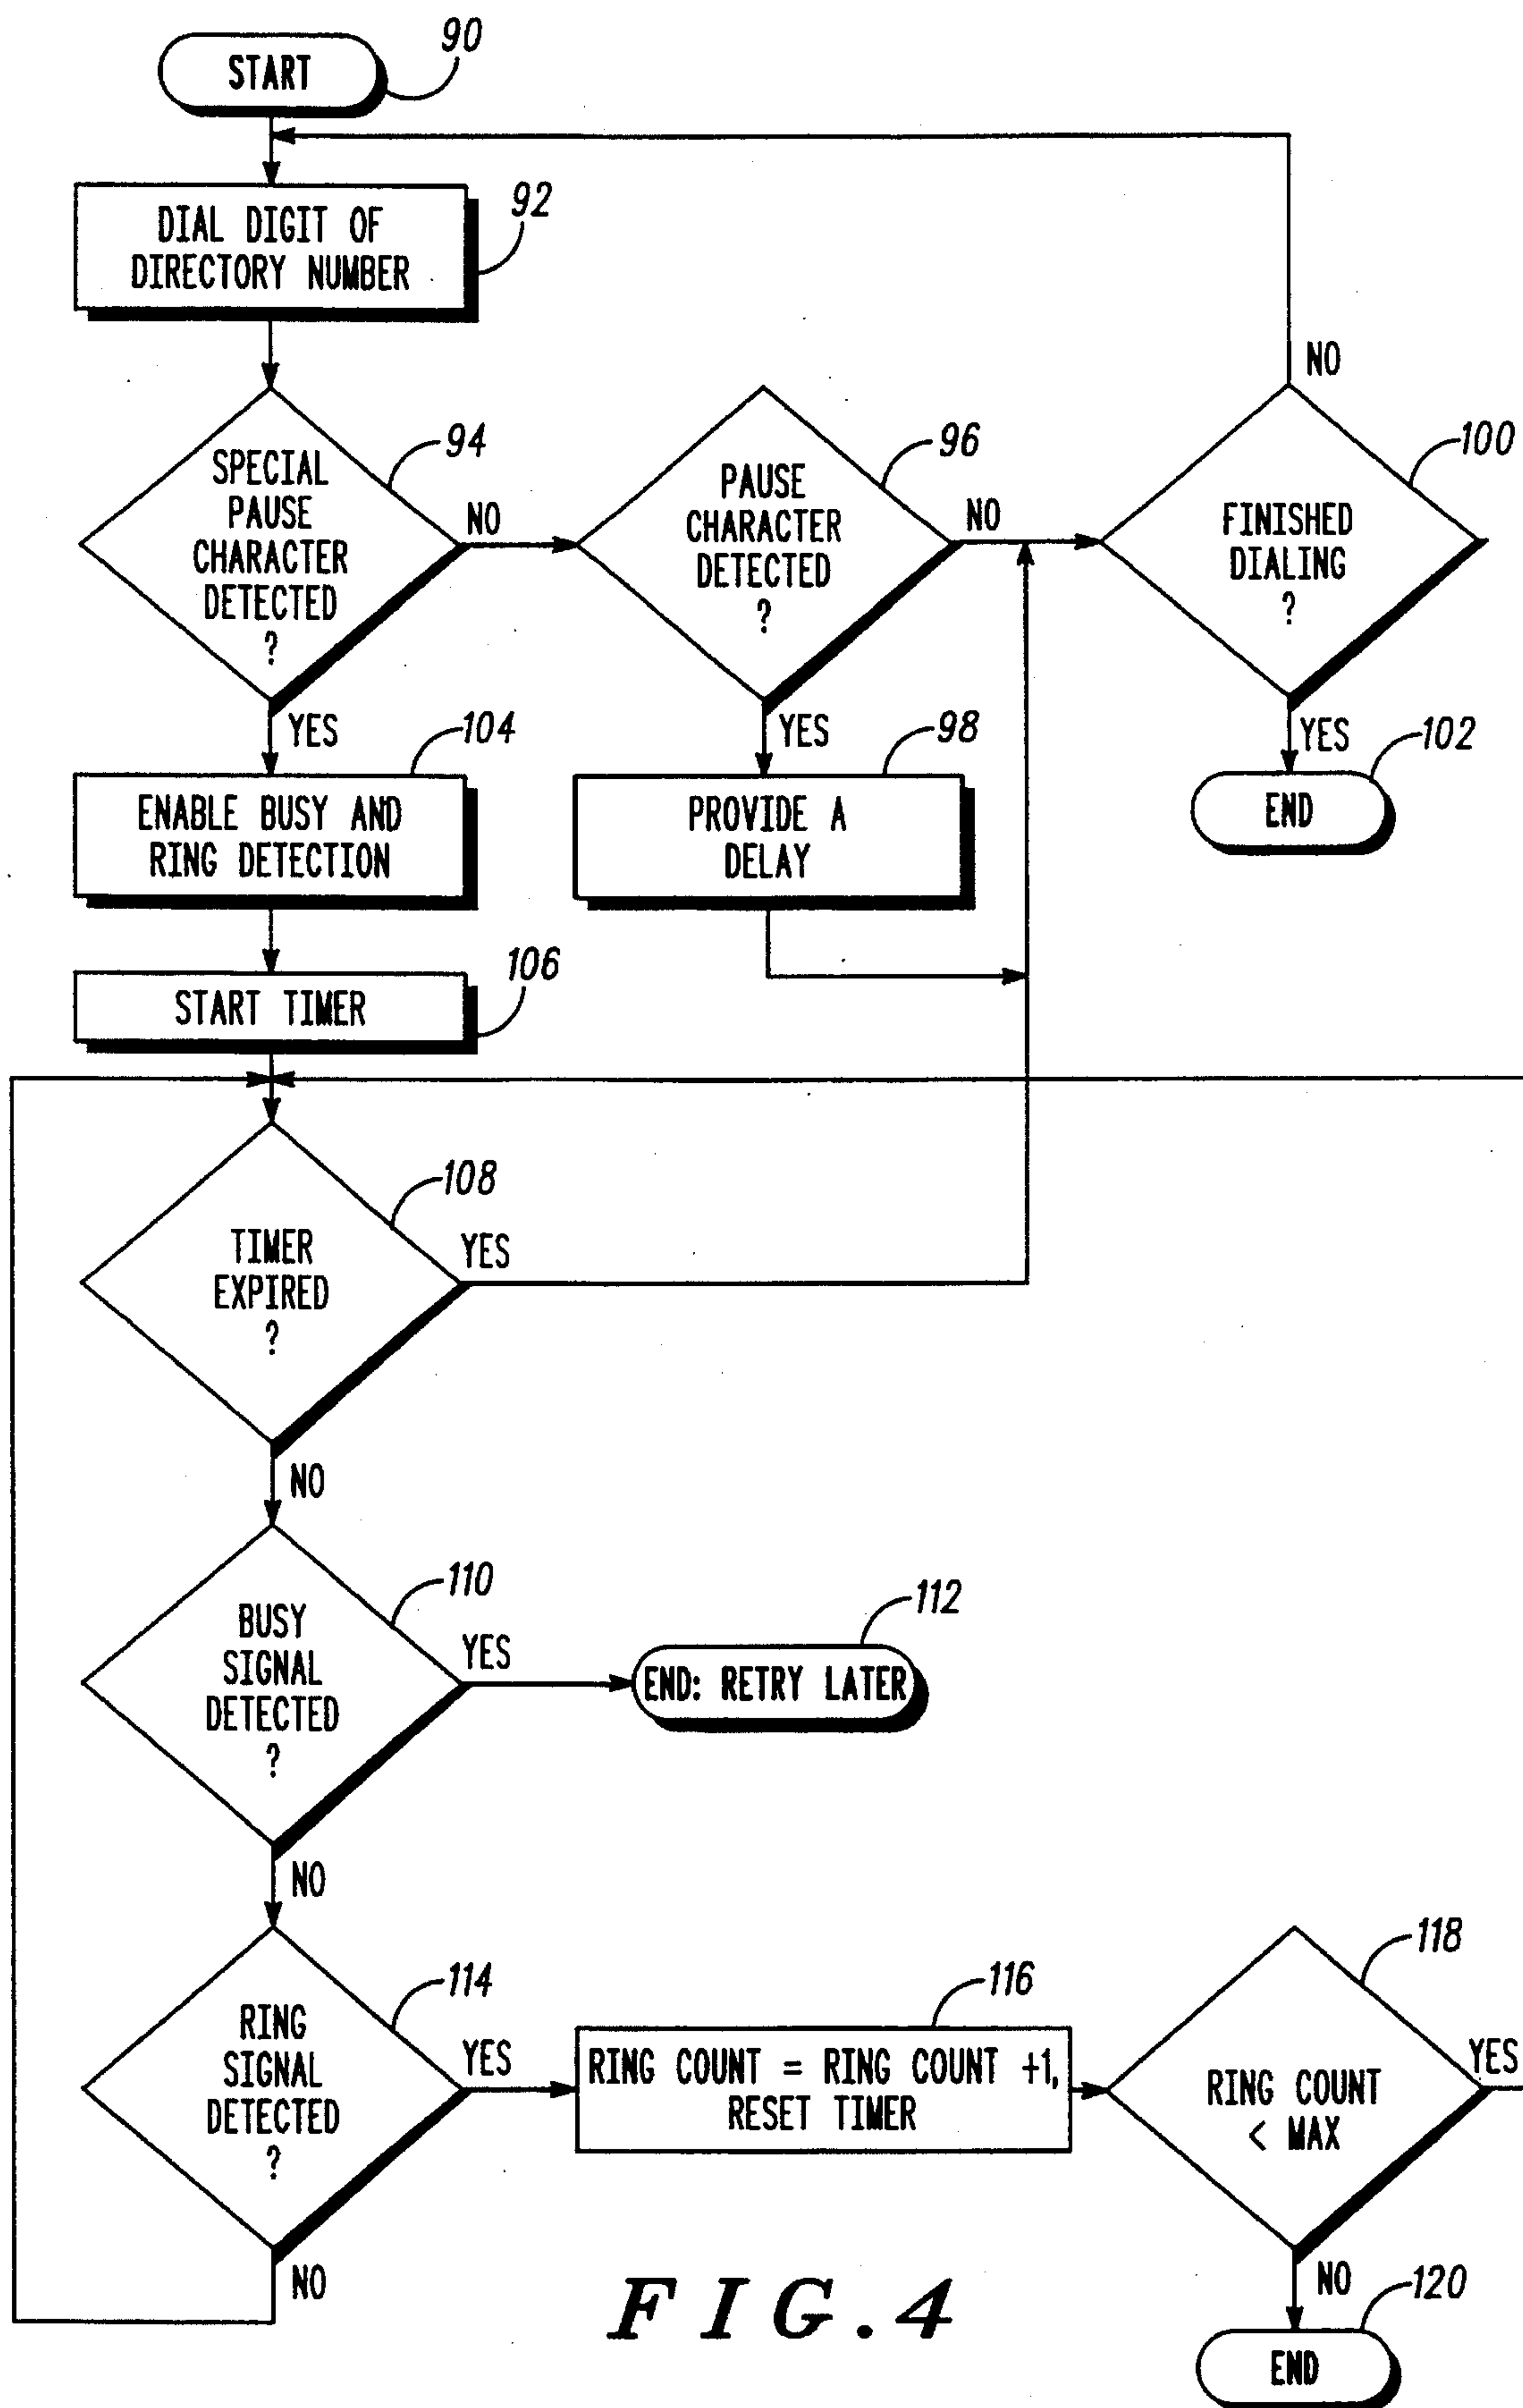 START
90
DIAL DIGIT OF
DIRECTORY NUMBER
92
SPECIAL
PAUSE
CHARACTER
DETECTED
?
94
NO
PAUSE
CHARACTER
DETECTED
?
96
NO
FINISHED
DIALING
?
100
NO
YES
104
YES
98
YES
102
ENABLE BUSY AND
RING DETECTION
PROVIDE A
DELAY
END
START TIMER
106
TIMER
EXPIRED
?
108
YES
NO
BUSY
SIGNAL
DETECTED
?
110
YES
END: RETRY LATER
112
NO
RING
SIGNAL
DETECTED
?
114
YES
RING COUNT = RING COUNT +1,
RESET TIMER
116
RING COUNT
< MAX
118
YES
NO
NO
120
END
FIG.4